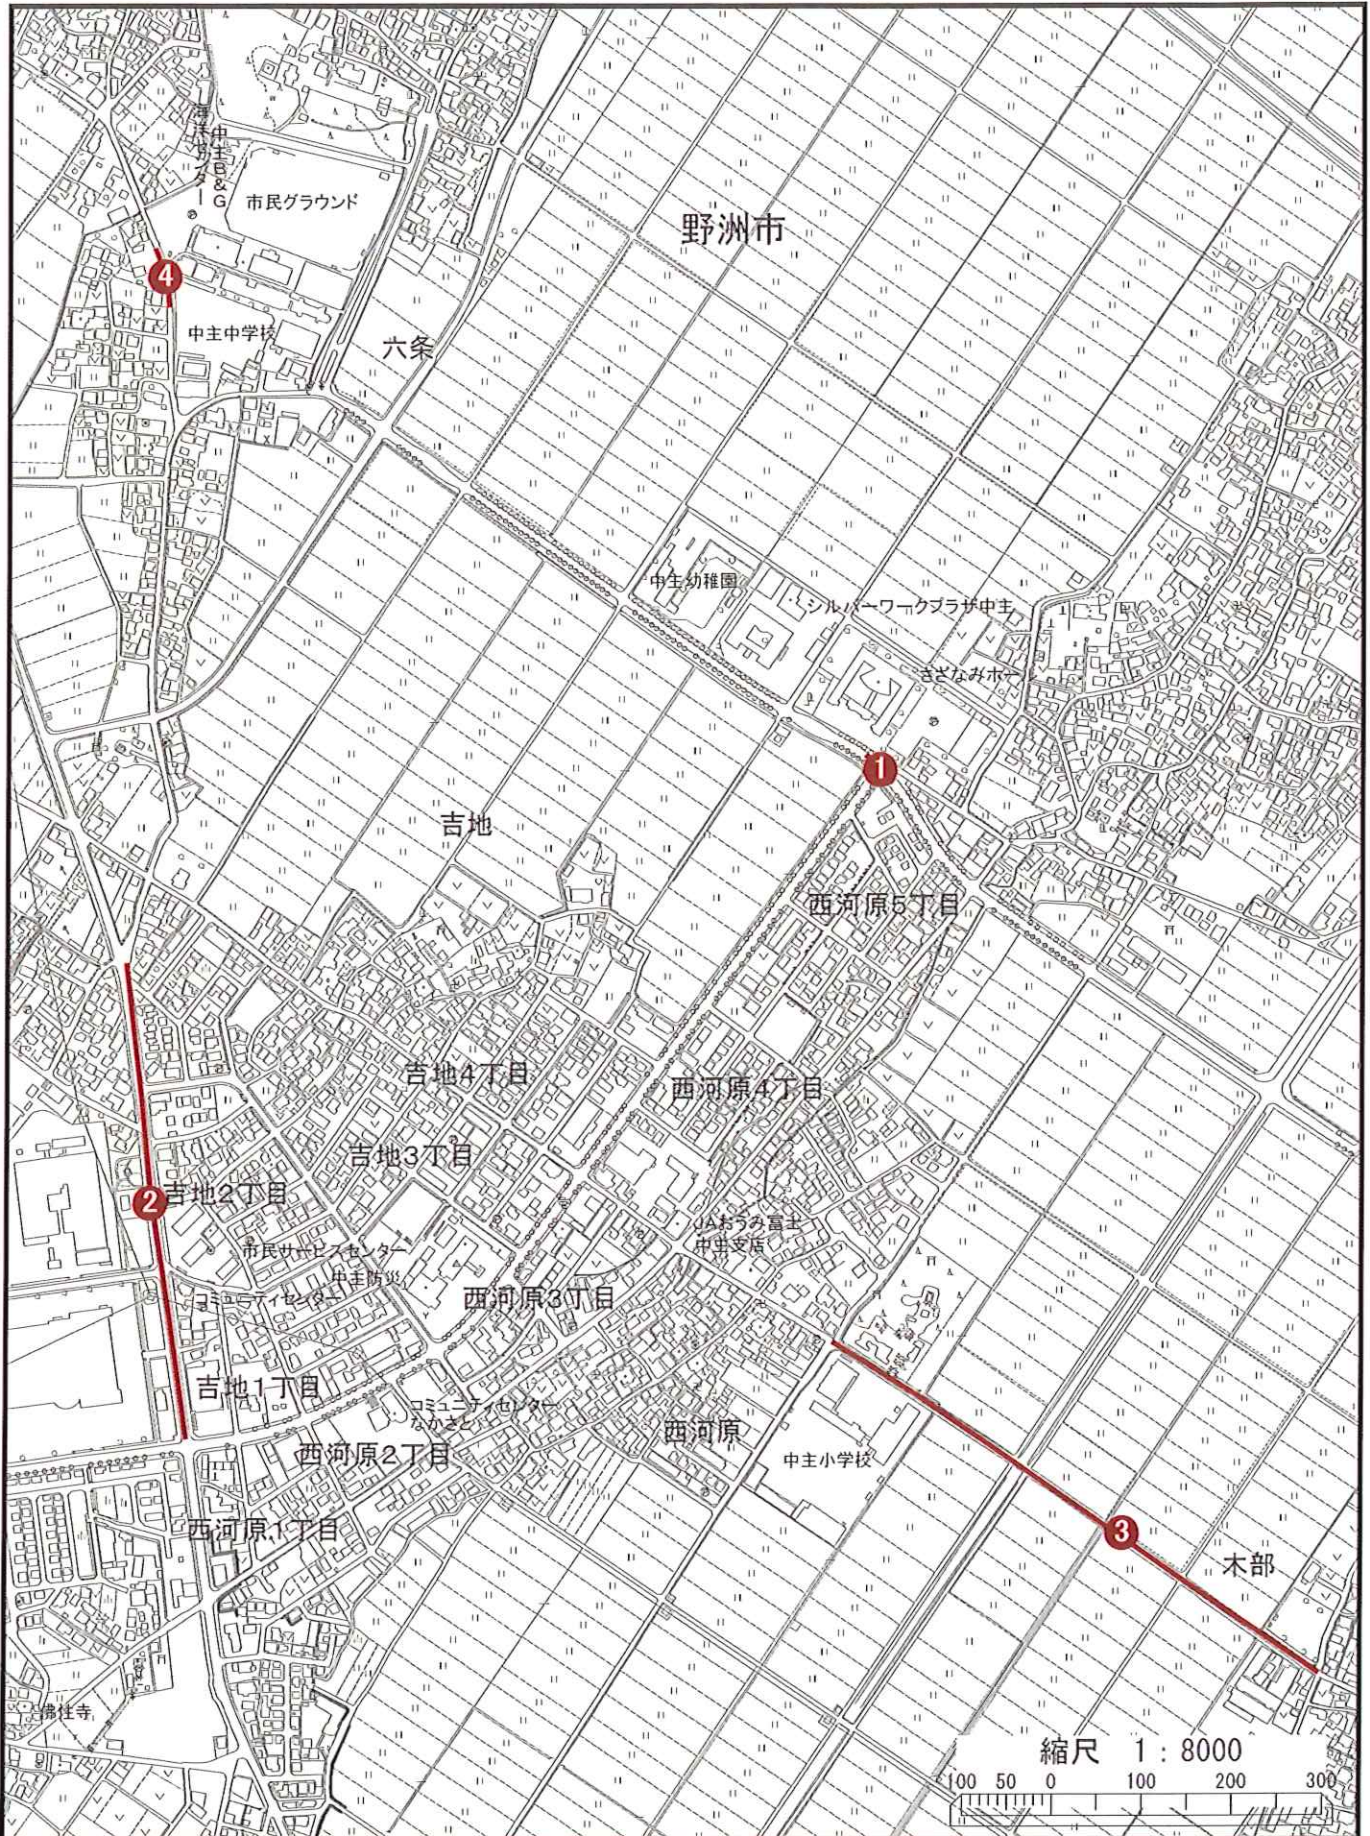 中主B&G
海洋センター
市民グラウンド
野洲市
4
中主中学校
六条
中主幼稚園
シルバーワークプラザ中主
さざなみホール
1
吉地
西河原5丁目
吉地4丁目
西河原4丁目
吉地3丁目
2
吉地2丁目
JAおうみ冨士
中主支店
市民サービスセンター
中主防災
コミュニティセンター
西河原3丁目
吉地1丁目
コミュニティセンター
なかさと
西河原2丁目
西河原
中主小学校
西河原1丁目
3
木部
佛性寺
縮尺 1:8000
100 50 0 100 200 300